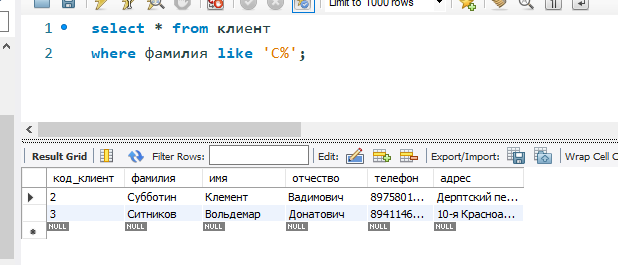 Limit to 1000 rows
1 select * from клиент
2 where фамилия like 'С%';
Result Grid Filter Rows: Edit: Export/Import: Wrap Cell C
код_клиент фамилия имя отчество телефон адрес
2 Субботин Клемент Вадимович 8975801... Дерптский пе...
3 Ситников Вольдемар Донатович 8941146... 10-я Красноа...
NULL NULL NULL NULL NULL NULL